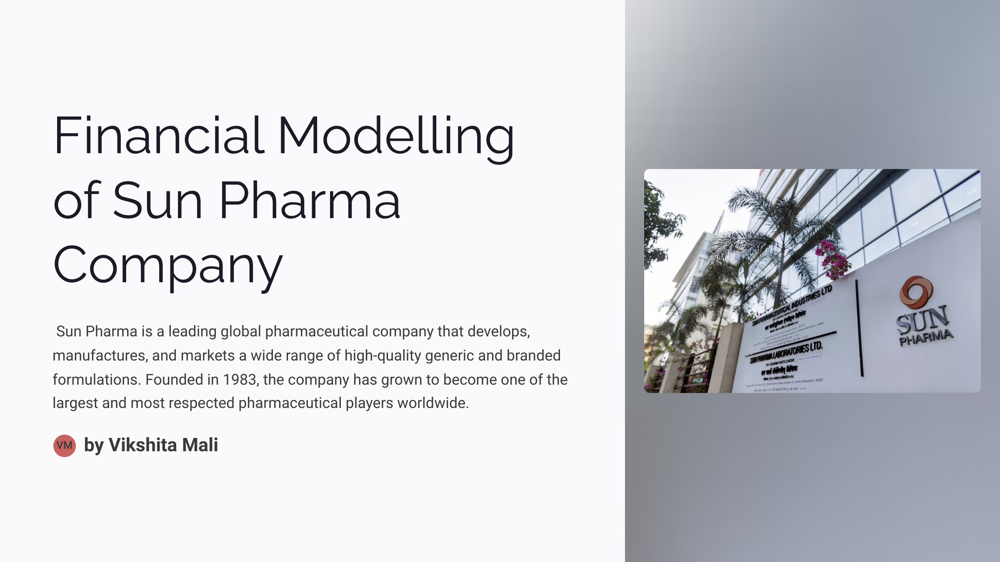 Financial Modelling
of Sun Pharma
Company
Sun Pharma is a leading global pharmaceutical company that develops,
manufactures, and markets a wide range of high-quality generic and branded
formulations. Founded in 1983, the company has grown to become one of the
largest and most respected pharmaceutical players worldwide.
VM by Vikshita Mali
SUN PHARMACEUTICAL INDUSTRIES LTD
SUN PHARMA LABORATORIES LTD.
SUN
PHARMA